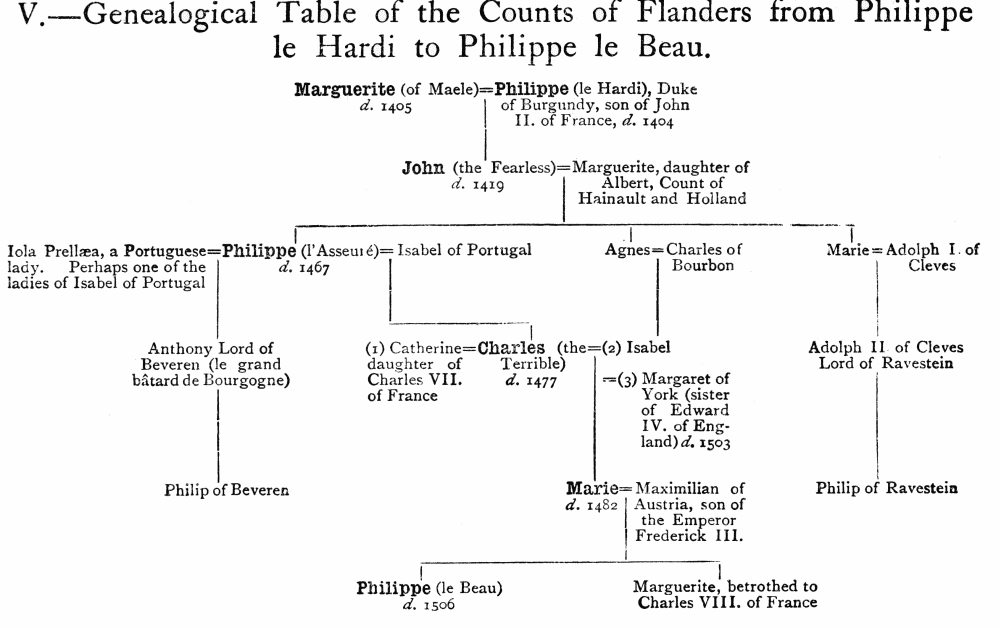 V.—Genealogical Table of the Counts of Flanders from Philippe
le Hardi to Philippe le Beau.
Marguerite (of Maele)=Philippe (le Hardi), Duke
d. 1405
of Burgundy, son of John
II. of France, d. 1404
John (the Fearless)=Marguerite, daughter of
d. 1419
Albert, Count of
Hainault and Holland
Iola Prellæa, a Portuguese=Philippe (l'Asseuré)= Isabel of Portugal
lady. Perhaps one of the
ladies of Isabel of Portugal
d. 1467
Agnes=Charles of
Bourbon
Marie=Adolph I. of
Cleves
Anthony Lord of
Beveren (le grand
bâtard de Bourgogne)
(1) Catherine=Charles (the=(2) Isabel
daughter of
Charles VII.
of France
Terrible)
d. 1477
=(3) Margaret of
York (sister
of Edward
IV. of Eng-
land) d. 1503
Adolph II. of Cleves
Lord of Ravestein
Philip of Beveren
Marie=Maximilian of
d. 1482
Austria, son of
the Emperor
Frederick III.
Philip of Ravestein
Philippe (le Beau)
d. 1506
Marguerite, betrothed to
Charles VIII. of France